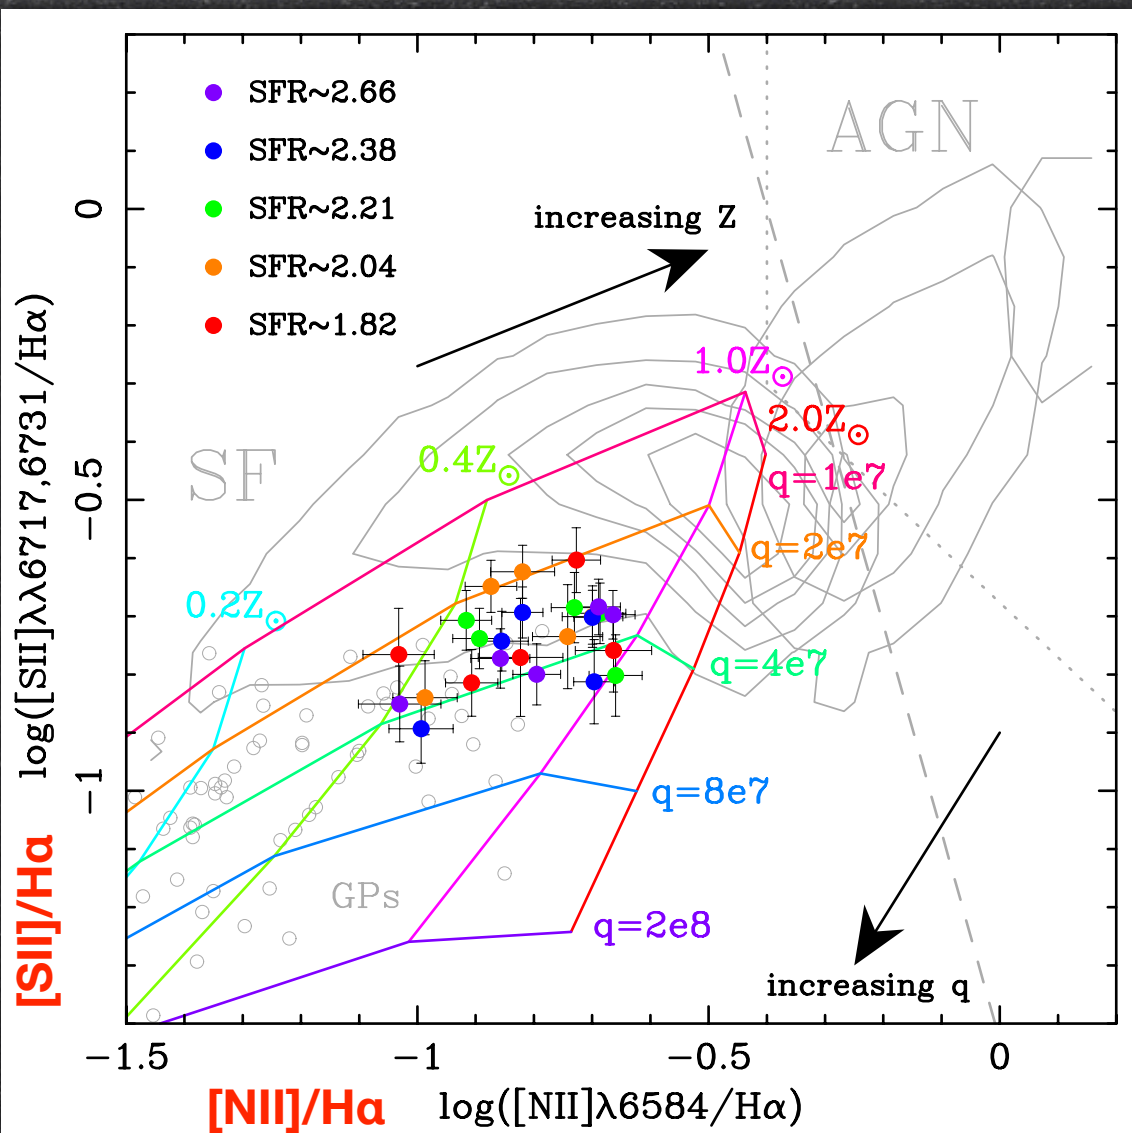 SFR~2.66
SFR~2.38
SFR~2.21
SFR~2.04
SFR~1.82
AGN
increasing Z
SF
0.2Z⊙
0.4Z⊙
1.0Z⊙
2.0Z⊙
q=1e7
q=2e7
q=4e7
q=8e7
q=2e8
GPs
increasing q
0
−0.5
−1
log([SII]λλ6717,6731/Hα)
[SII]/Hα
−1.5
−1
−0.5
0
[NII]/Hα
log([NII]λ6584/Hα)